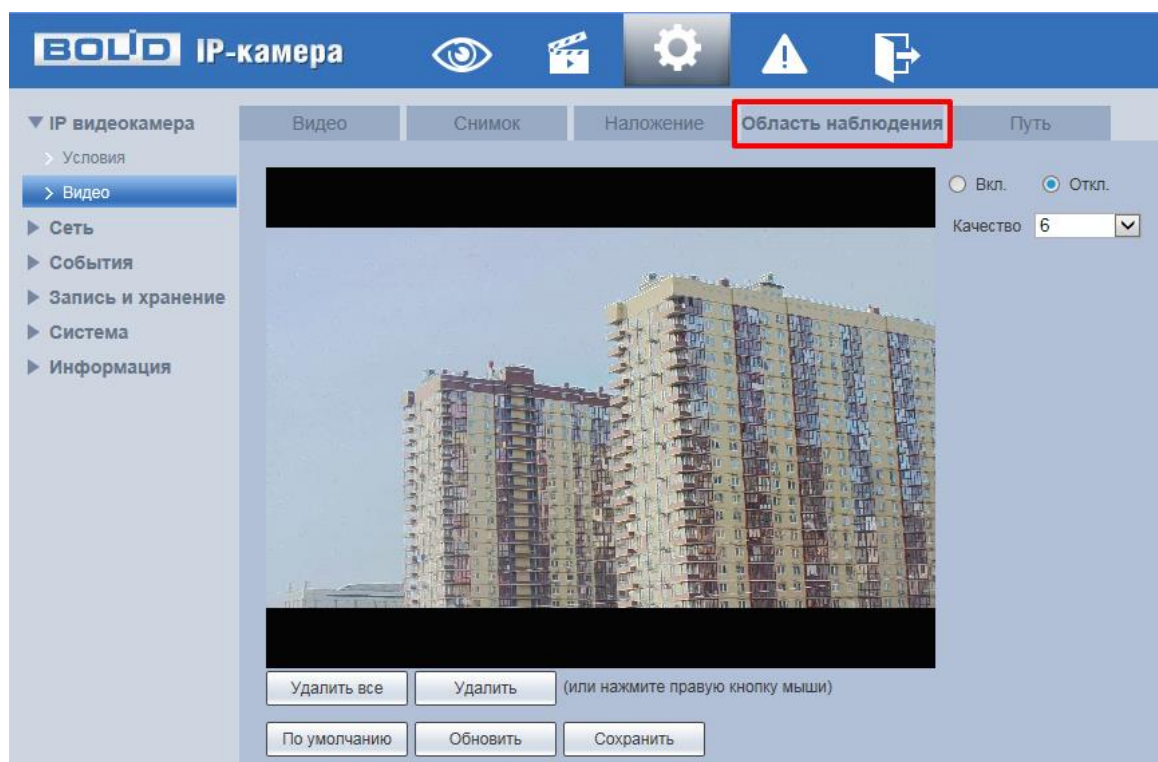 BOLID IP-камера
IP видеокамера
Условия
Видео
Сеть
События
Запись и хранение
Система
Информация
Видео Снимок Наложение Область наблюдения Путь
Вкл. Откл.
Качество 6
Удалить все Удалить (или нажмите правую кнопку мыши)
По умолчанию Обновить Сохранить